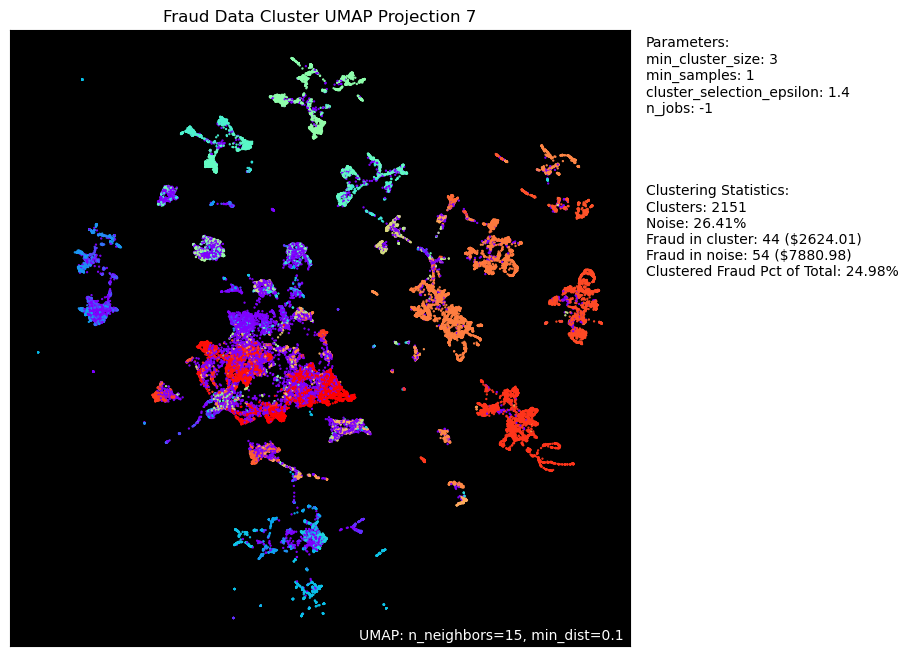 Fraud Data Cluster UMAP Projection 7
Parameters:
min_cluster_size: 3
min_samples: 1
cluster_selection_epsilon: 1.4
n_jobs: -1
Clustering Statistics:
Clusters: 2151
Noise: 26.41%
Fraud in cluster: 44 ($2624.01)
Fraud in noise: 54 ($7880.98)
Clustered Fraud Pct of Total: 24.98%
UMAP: n_neighbors=15, min_dist=0.1